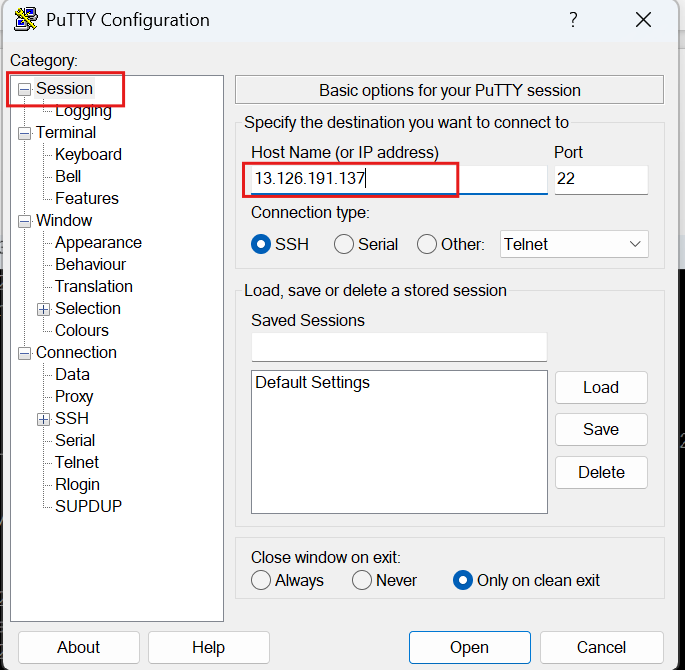 PuTTY Configuration
?
Category:
Session
Logging
Terminal
Keyboard
Bell
Features
Window
Appearance
Behaviour
Translation
Selection
Colours
Connection
Data
Proxy
SSH
Serial
Telnet
Rlogin
SUPDUP
Basic options for your PuTTY session
Specify the destination you want to connect to
Host Name (or IP address) Port
13.126.191.137 22
Connection type:
SSH Serial Other: Telnet
Load, save or delete a stored session
Saved Sessions
Default Settings
Load
Save
Delete
Close window on exit:
Always Never Only on clean exit
About Help Open Cancel